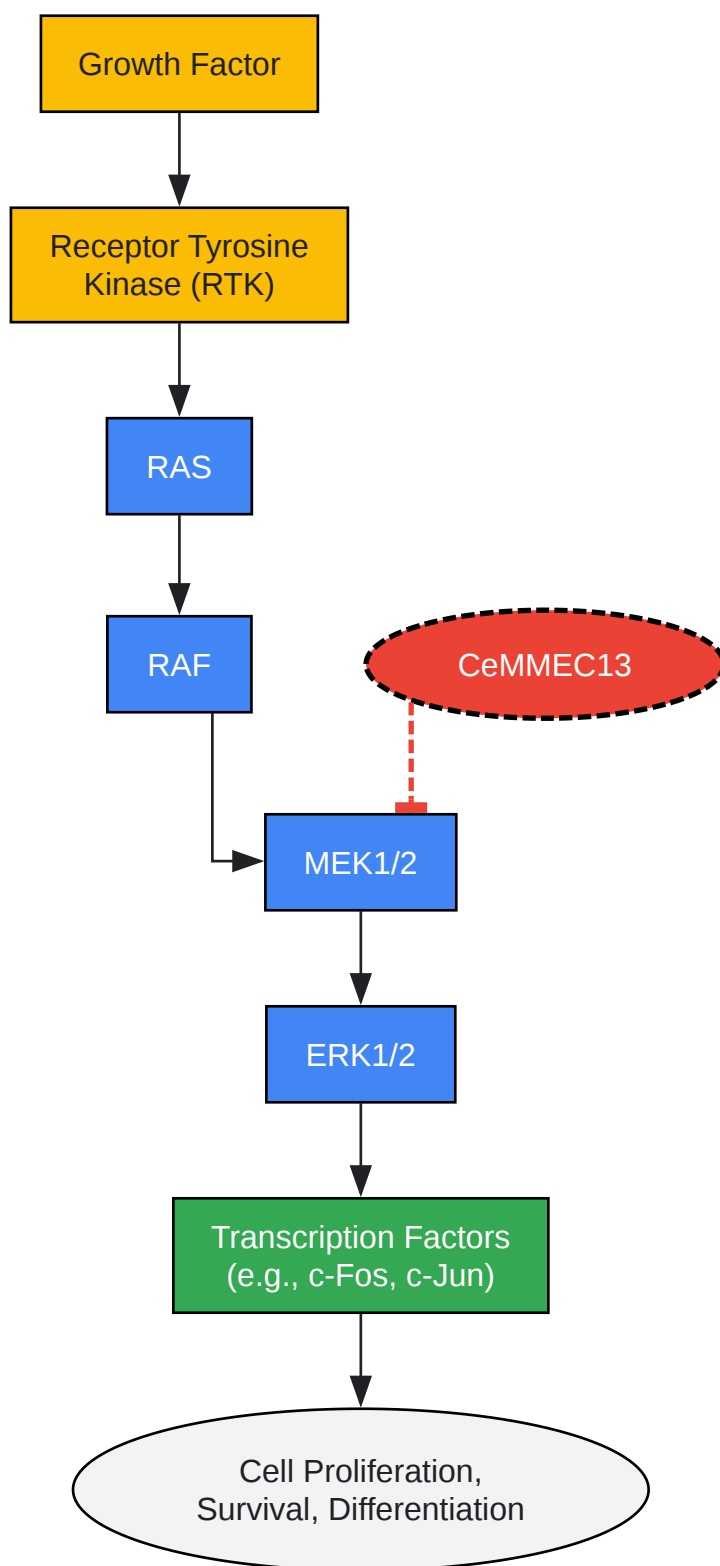 Growth Factor
Receptor Tyrosine
Kinase (RTK)
RAS
RAF
CeMMEC13
MEK1/2
ERK1/2
Transcription Factors
(e.g., c-Fos, c-Jun)
Cell Proliferation,
Survival, Differentiation